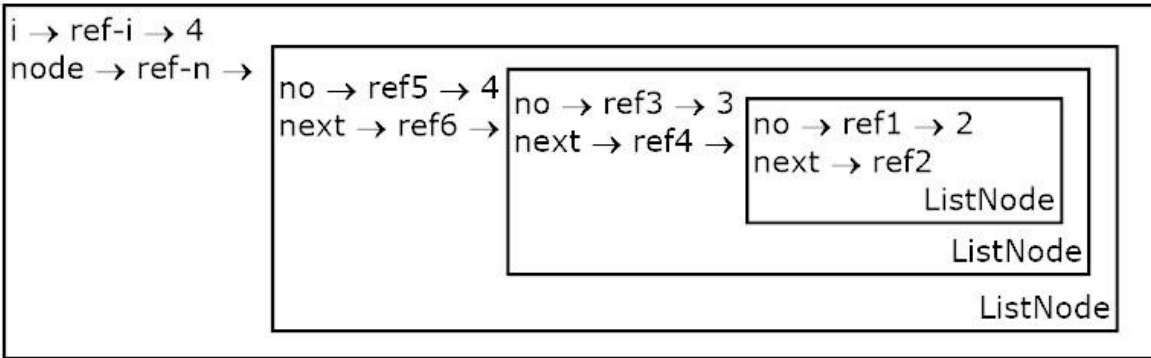 i → ref-i → 4
node → ref-n →
no → ref5 → 4
next → ref6 →
no → ref3 → 3
next → ref4 →
no → ref1 → 2
next → ref2
ListNode
ListNode
ListNode